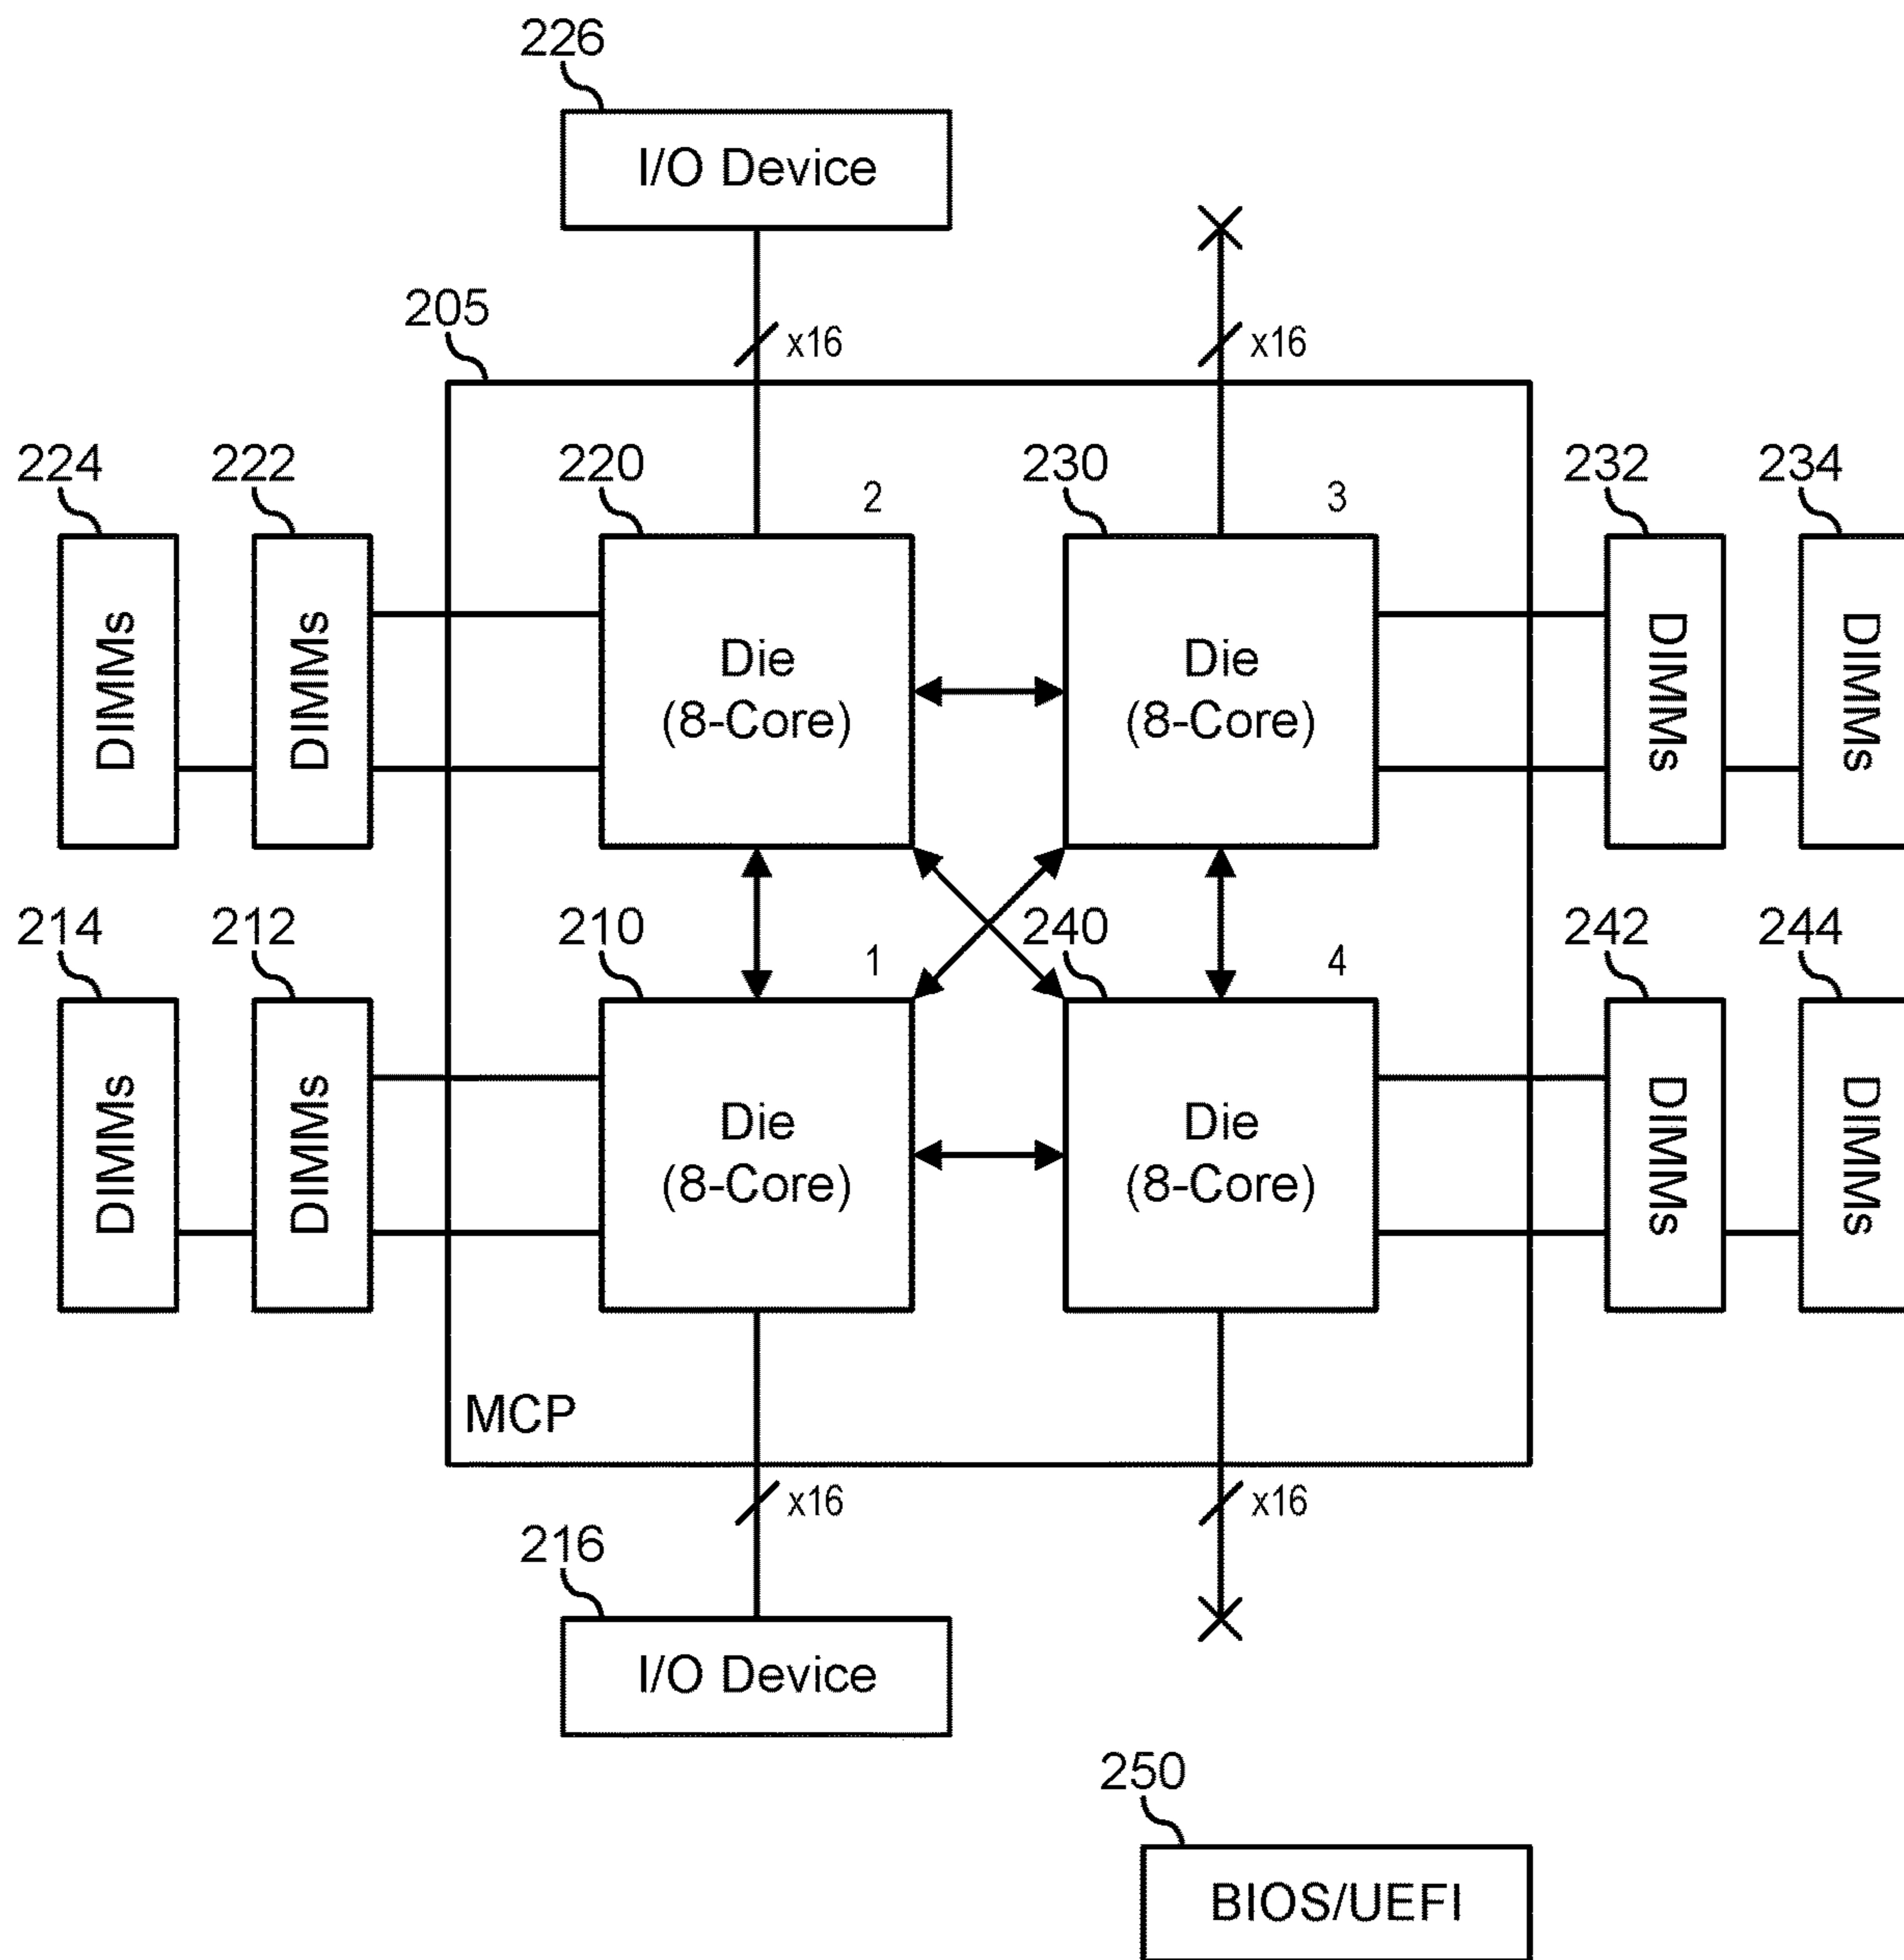 226
I/O Device
205
x16
x16
224
222
220
2
230
3
232
234
DIMMs
DIMMs
Die
(8-Core)
Die
(8-Core)
DIMMs
DIMMs
214
212
210
1
240
4
242
244
DIMMs
DIMMs
Die
(8-Core)
Die
(8-Core)
DIMMs
DIMMs
MCP
x16
x16
216
I/O Device
250
BIOS/UEFI